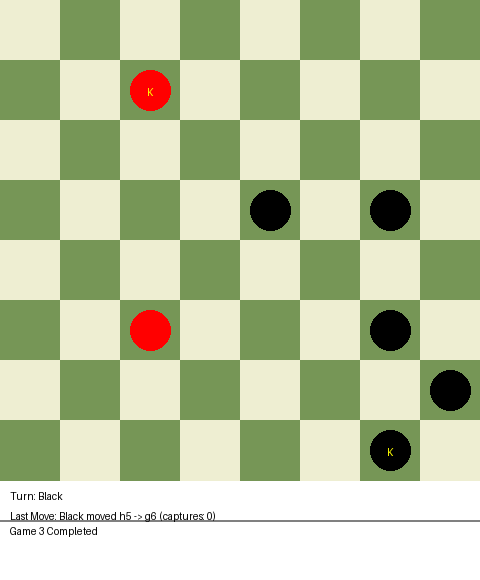 K
K
Turn: Black
Last Move: Black moved h5 -> g6 (captures: 0)
Game 3 Completed